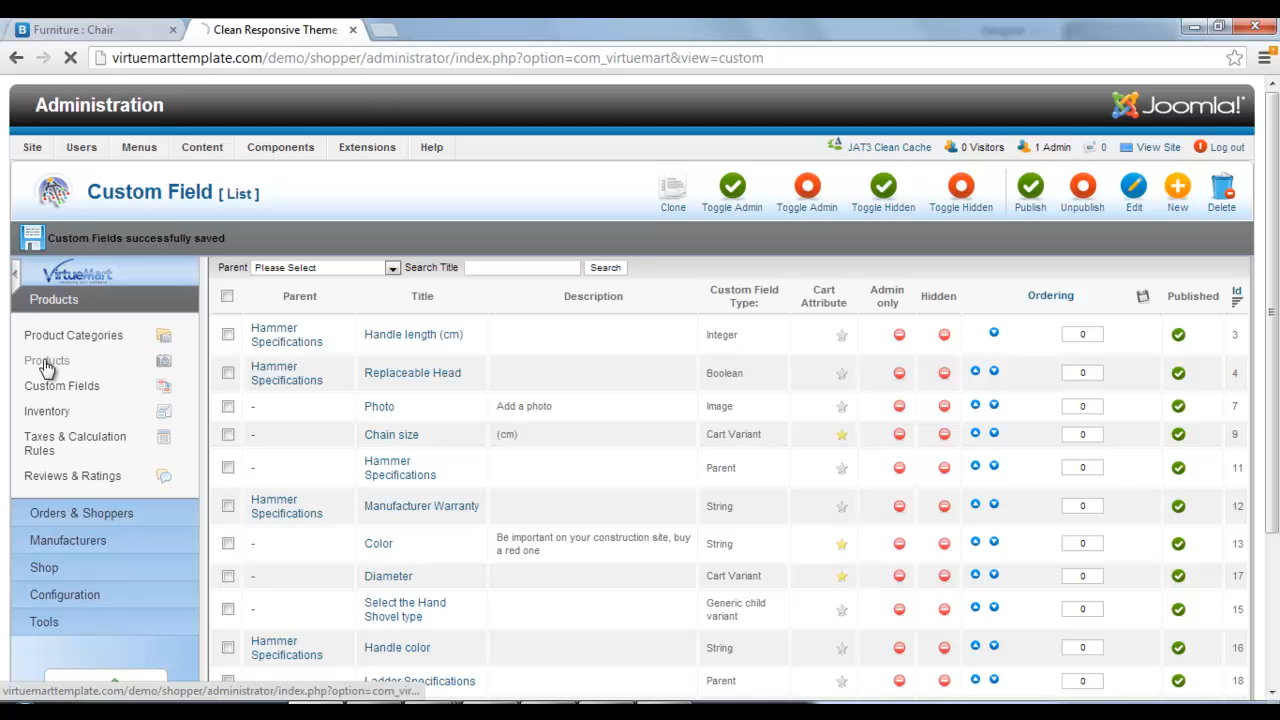 Furniture : Chair
Clean Responsive Theme
virtuemarttemplate.com/demo/shopper/administrator/index.php?option=com_virtuemart&view=custom
Administration
Joomla!
Site Users Menus Content Components Extensions Help
JAT3 Clean Cache 0 Visitors 1 Admin 0 View Site Log out
Custom Field [ List ]
Clone Toggle Admin Toggle Admin Toggle Hidden Toggle Hidden Publish Unpublish Edit New Delete
Custom Fields successfully saved
VirtueMart
Products
Product Categories
Products
Custom Fields
Inventory
Taxes & Calculation
Rules
Reviews & Ratings
Orders & Shoppers
Manufacturers
Shop
Configuration
Tools
Parent Please Select Search Title Search
Parent Title Description Custom Field Type: Cart Attribute Admin only Hidden Ordering Published Id
Hammer Specifications Handle length (cm) Integer 0 3
Hammer Specifications Replaceable Head Boolean 0 4
- Photo Add a photo Image 0 7
- Chain size (cm) Cart Variant 0 9
- Hammer Specifications Parent 0 11
Hammer Specifications Manufacturer Warranty String 0 12
- Color Be important on your construction site, buy a red one String 0 13
- Diameter Cart Variant 0 17
- Select the Hand Shovel type Generic child variant 0 15
Hammer Specifications Handle color String 0 16
- Ladder Specifications Parent 0 18
virtuemarttemplate.com/demo/shopper/administrator/index.php?option=com_vir...